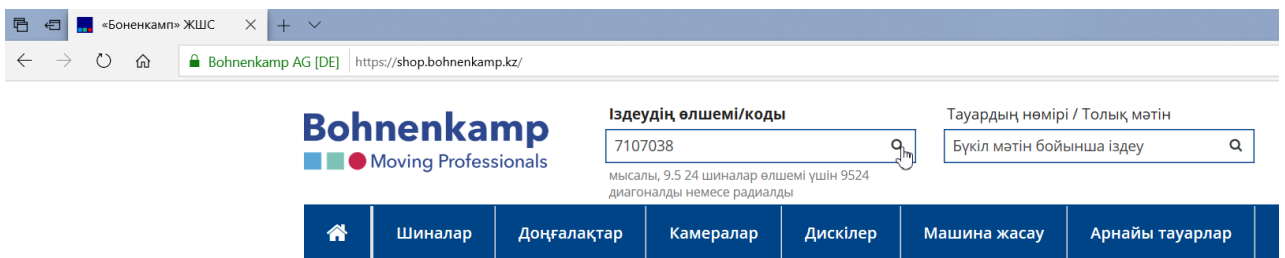 «Боненкамп» ЖШС
Bohnenkamp AG [DE] https://shop.bohnenkamp.kz/
Bohnenkamp
Moving Professionals
Іздеудің өлшемі/коды
7107038
мысалы, 9.5 24 шиналар өлшемі үшін 9524
диагоналды немесе радиалды
Тауардың нөмірі / Толық мәтін
Бүкіл мәтін бойынша іздеу
Шиналар Доңғалақтар Камералар Дискілер Машина жасау Арнайы тауарлар